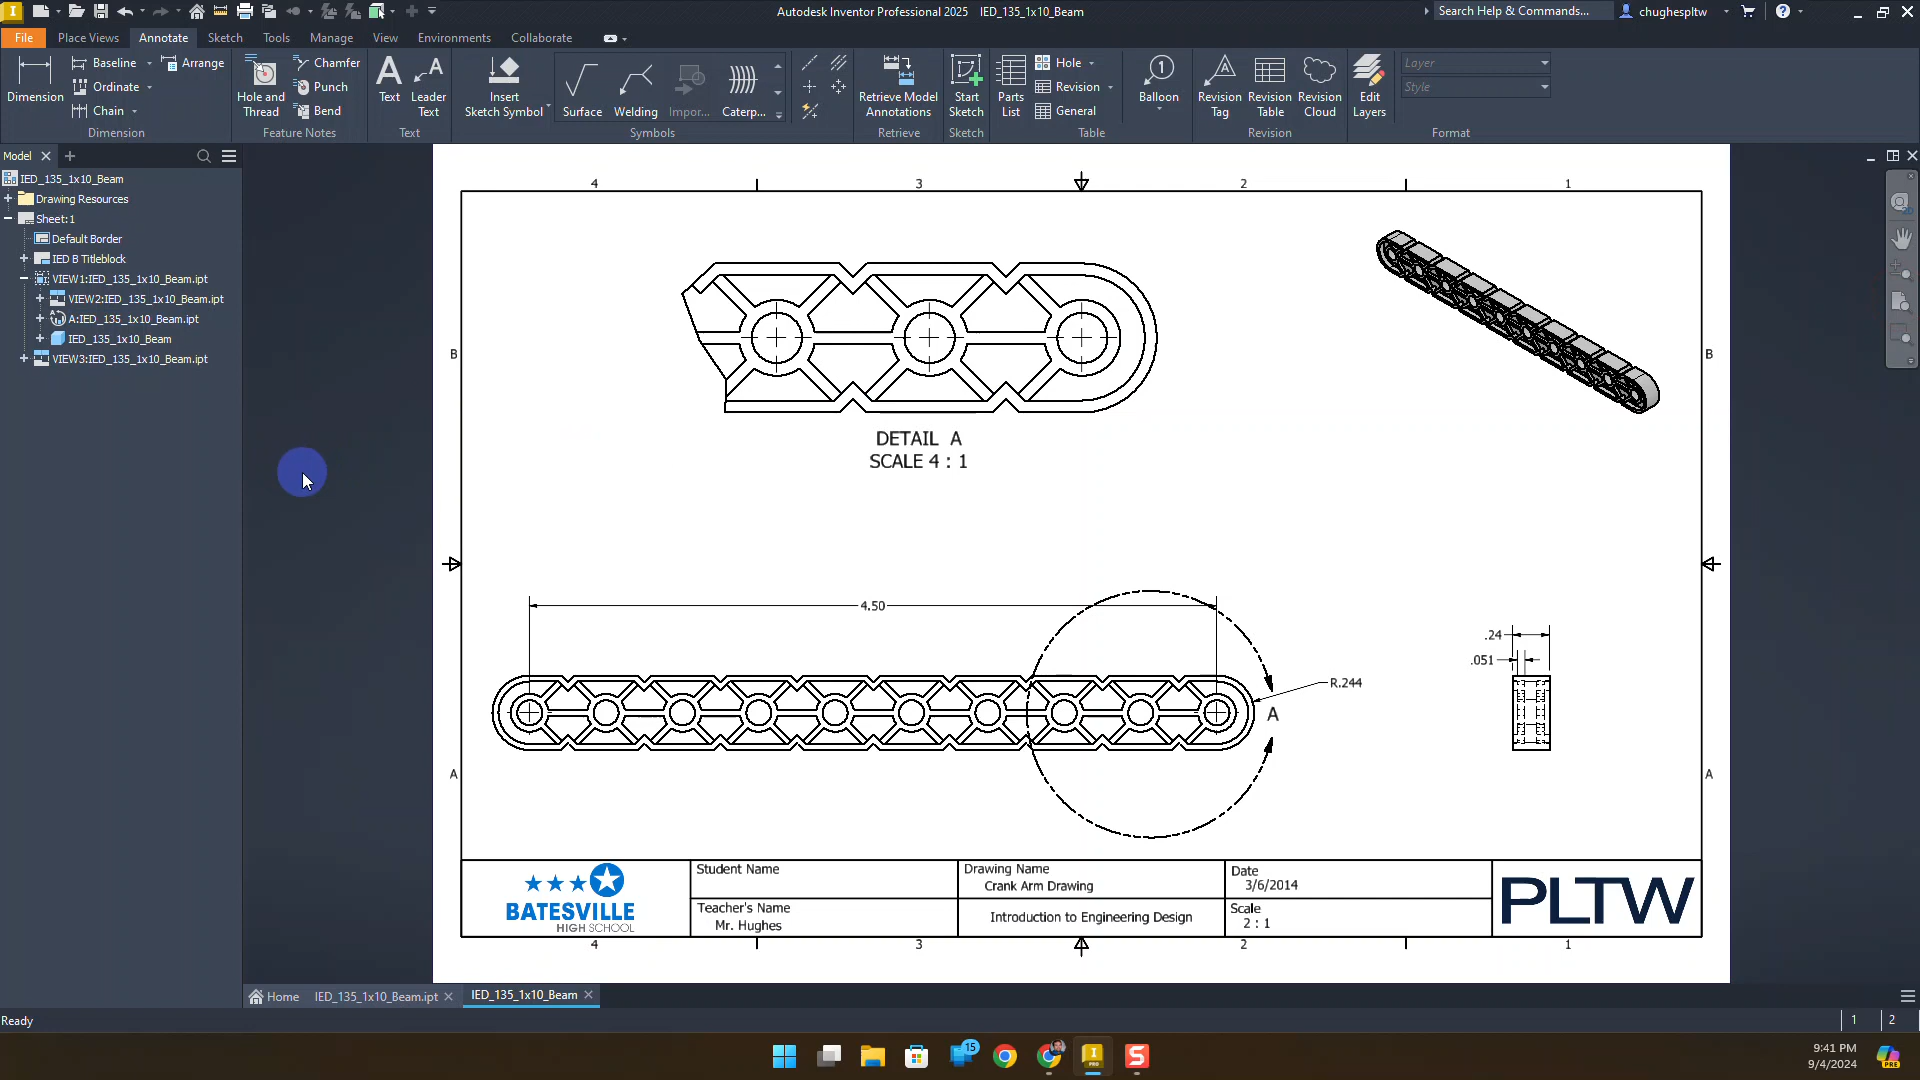 Autodesk Inventor Professional 2025 IED_135_1x10_Beam
Search Help & Commands...
chughespltw
File Place Views Annotate Sketch Tools Manage View Environments Collaborate
Dimension
Baseline
Ordinate
Chain
Arrange
Dimension
Hole and Thread
Chamfer
Punch
Bend
Feature Notes
A
Text
A
Leader Text
Text
Insert Sketch Symbol
Surface
Welding
Impor...
Caterp...
Symbols
Retrieve Model Annotations
Retrieve
Start Sketch
Sketch
Parts List
Hole
Revision
General
Table
1
Balloon
Revision Tag
Revision Table
Revision Cloud
Revision
Edit Layers
Layer
Style
Format
Model
IED_135_1x10_Beam
Drawing Resources
Sheet:1
Default Border
IED B Titleblock
VIEW1:IED_135_1x10_Beam.ipt
VIEW2:IED_135_1x10_Beam.ipt
A:IED_135_1x10_Beam.ipt
IED_135_1x10_Beam
VIEW3:IED_135_1x10_Beam.ipt
4 3 2 1
B B
DETAIL A
SCALE 4 : 1
4.50
.24
.051
R.244
A
A A
BATESVILLE
HIGH SCHOOL
Student Name
Teacher's Name
Mr. Hughes
Drawing Name
Crank Arm Drawing
Introduction to Engineering Design
Date
3/6/2014
Scale
2 : 1
PLTW
4 3 2 1
Home IED_135_1x10_Beam.ipt IED_135_1x10_Beam
Ready
1 2
15
I
PRO
S
9:41 PM
9/4/2024
PRE